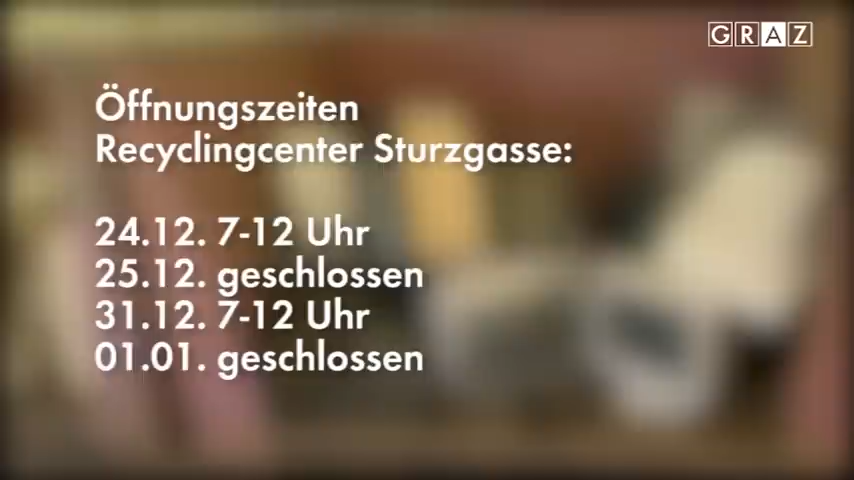 GRAZ
Öffnungszeiten
Recyclingcenter Sturzgasse:
24.12. 7-12 Uhr
25.12. geschlossen
31.12. 7-12 Uhr
01.01. geschlossen